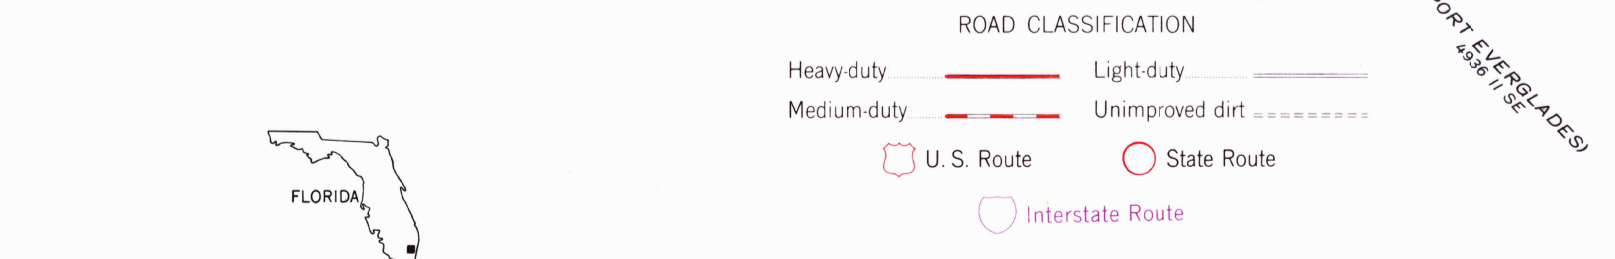 ROAD CLASSIFICATION
Heavy-duty
Light-duty
Medium-duty
Unimproved dirt
U. S. Route
State Route
Interstate Route
FLORIDA
PORT EVERGLADES)
4936 II SE